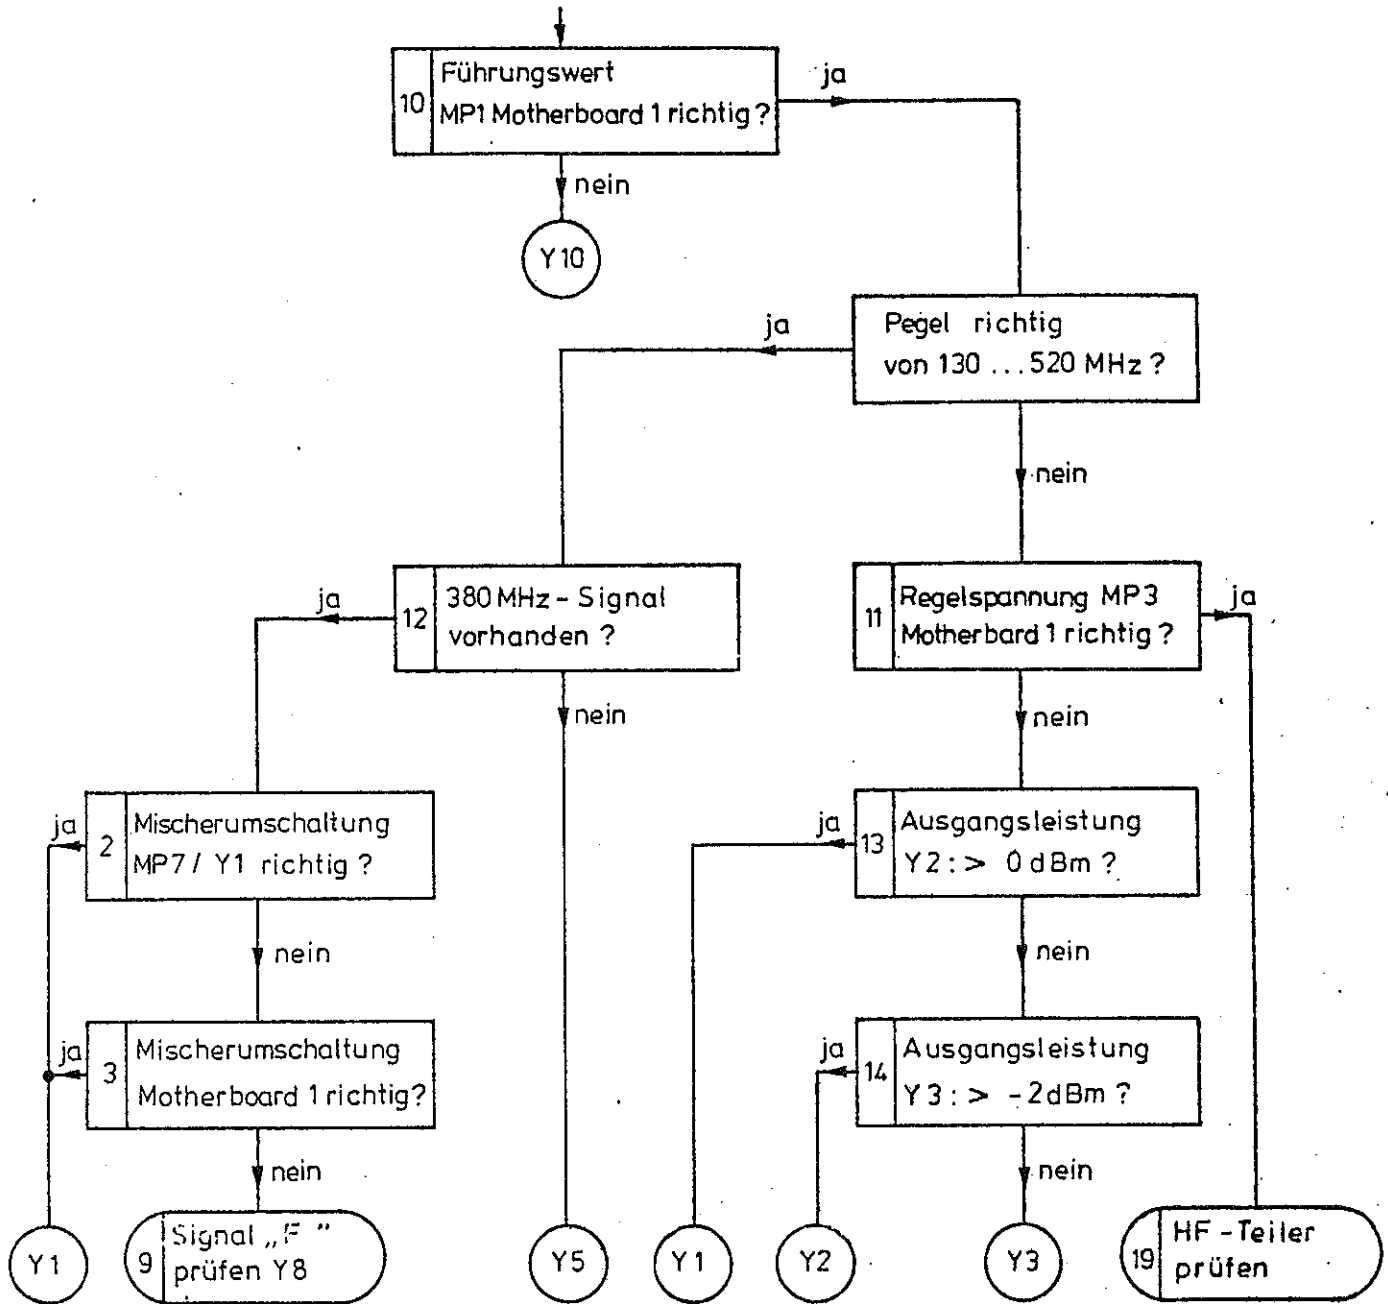 Führungswert
10
MP1 Motherboard 1 richtig ?
ja
nein
Y10
Pegel richtig
von 130 ... 520 MHz ?
ja
nein
380 MHz - Signal
12
vorhanden ?
ja
nein
Regelspannung MP3
11
Motherbard 1 richtig ?
ja
nein
Mischerumschaltung
2
MP7/ Y1 richtig ?
ja
nein
Ausgangsleistung
13
Y2 : > 0 dBm ?
ja
nein
Mischerumschaltung
3
Motherboard 1 richtig?
ja
nein
Ausgangsleistung
14
Y3 : > -2dBm ?
ja
nein
Y1
Signal „F “
9
prüfen Y8
Y5
Y1
Y2
Y3
HF - Teiler
19
prüfen